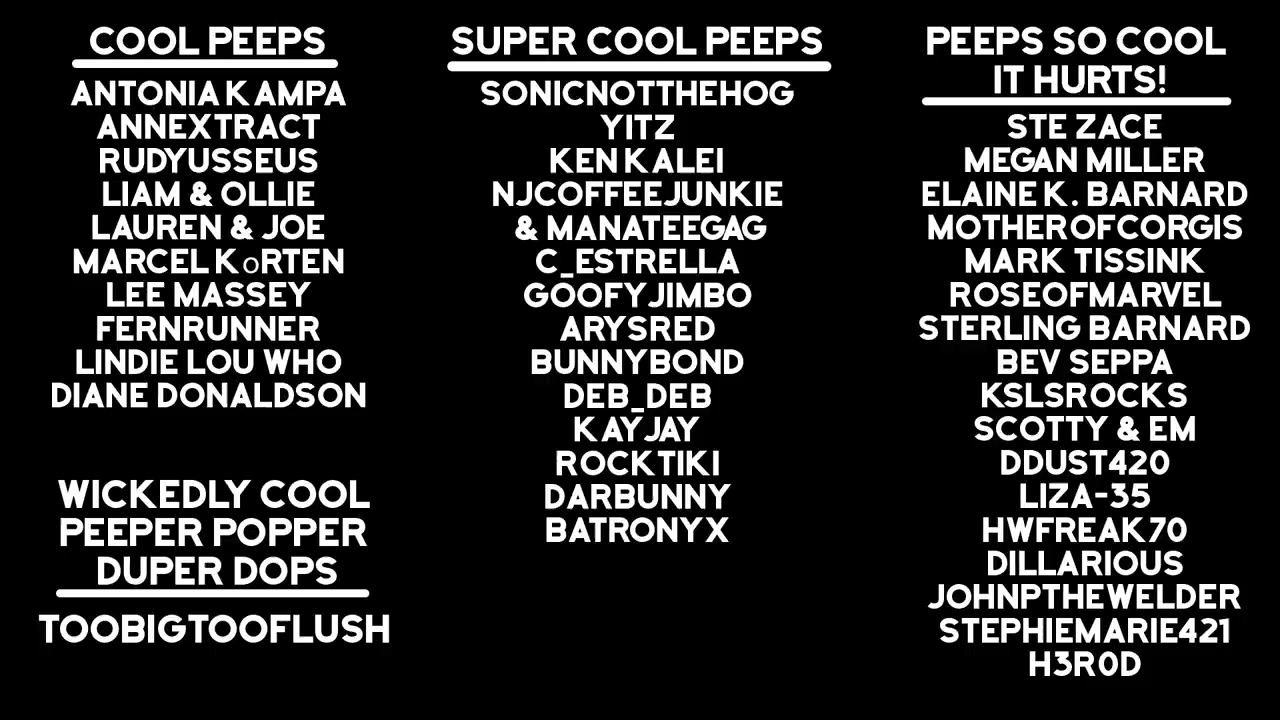 COOL PEEPS
ANTONIA KAMPA
ANNEXTRACT
RUDYUSSEUS
LIAM & OLLIE
LAUREN & JOE
MARCEL KoRTEN
LEE MASSEY
FERNRUNNER
LINDIE LOU WHO
DIANE DONALDSON
WICKEDLY COOL
PEEPER POPPER
DUPER DOPS
TOOBIGTOOFLUSH
SUPER COOL PEEPS
SONICNOTTHEHOG
YITZ
KEN KALEI
NJCOFFEEJUNKIE
& MANATEEGAG
C_ESTRELLA
GOOFYJIMBO
ARYSRED
BUNNYBOND
DEB_DEB
KAYJAY
ROCKTIKI
DARBUNNY
BATRONYX
PEEPS SO COOL
IT HURTS!
STE ZACE
MEGAN MILLER
ELAINE K. BARNARD
MOTHEROFCORGIS
MARK TISSINK
ROSEOFMARVEL
STERLING BARNARD
BEV SEPPA
KSLSROCKS
SCOTTY & EM
DDUST420
LIZA-35
HWFREAK70
DILLARIOUS
JOHNPTHEWELDER
STEPHIEMARIE421
H3R0D